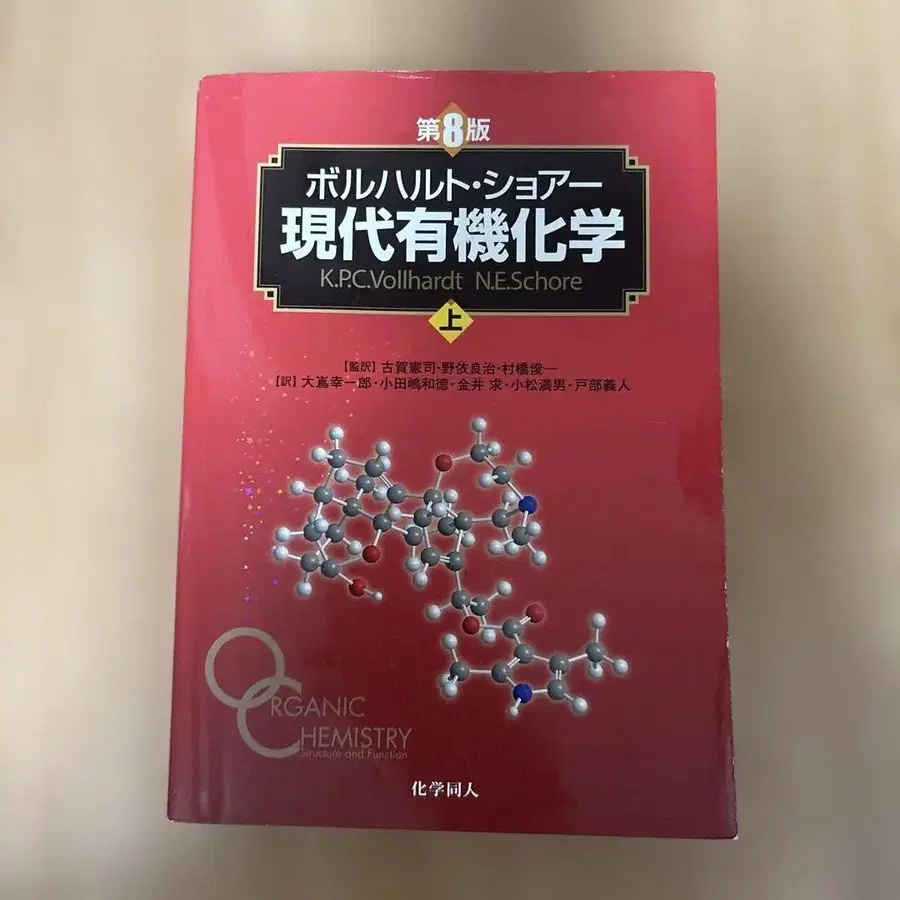 第8版
ボルハルト・ショアー
現代有機化学
K.P.C.Vollhardt N.E.Schore
上
【監訳】古賀憲司・野依良治・村橋俊一
【訳】大嶌幸一郎・小田嶋和徳・金井 求・小松満男・戸部義人
ORGANIC
CHEMISTRY
Structure and Function
化学同人